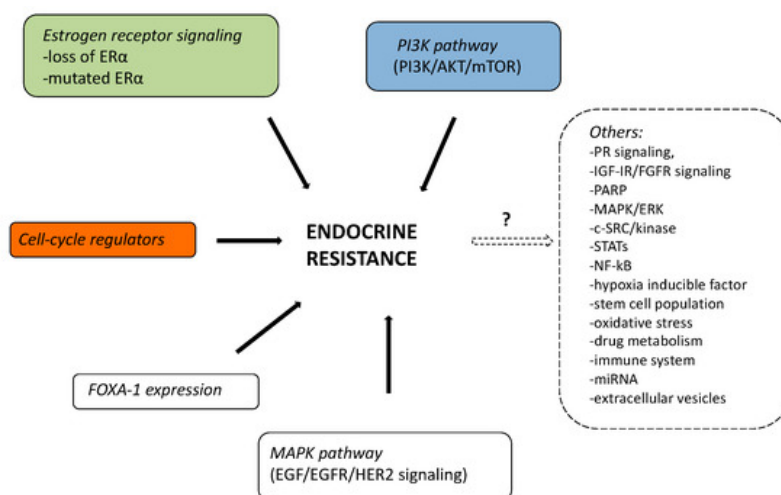 Estrogen receptor signaling
-loss of ERα
-mutated ERα
PI3K pathway
(PI3K/AKT/mTOR)
Cell-cycle regulators
ENDOCRINE
RESISTANCE
?
Others:
-PR signaling,
-IGF-IR/FGFR signaling
-PARP
-MAPK/ERK
-c-SRC/kinase
-STATs
-NF-kB
-hypoxia inducible factor
-stem cell population
-oxidative stress
-drug metabolism
-immune system
-miRNA
-extracellular vesicles
FOXA-1 expression
MAPK pathway
(EGF/EGFR/HER2 signaling)